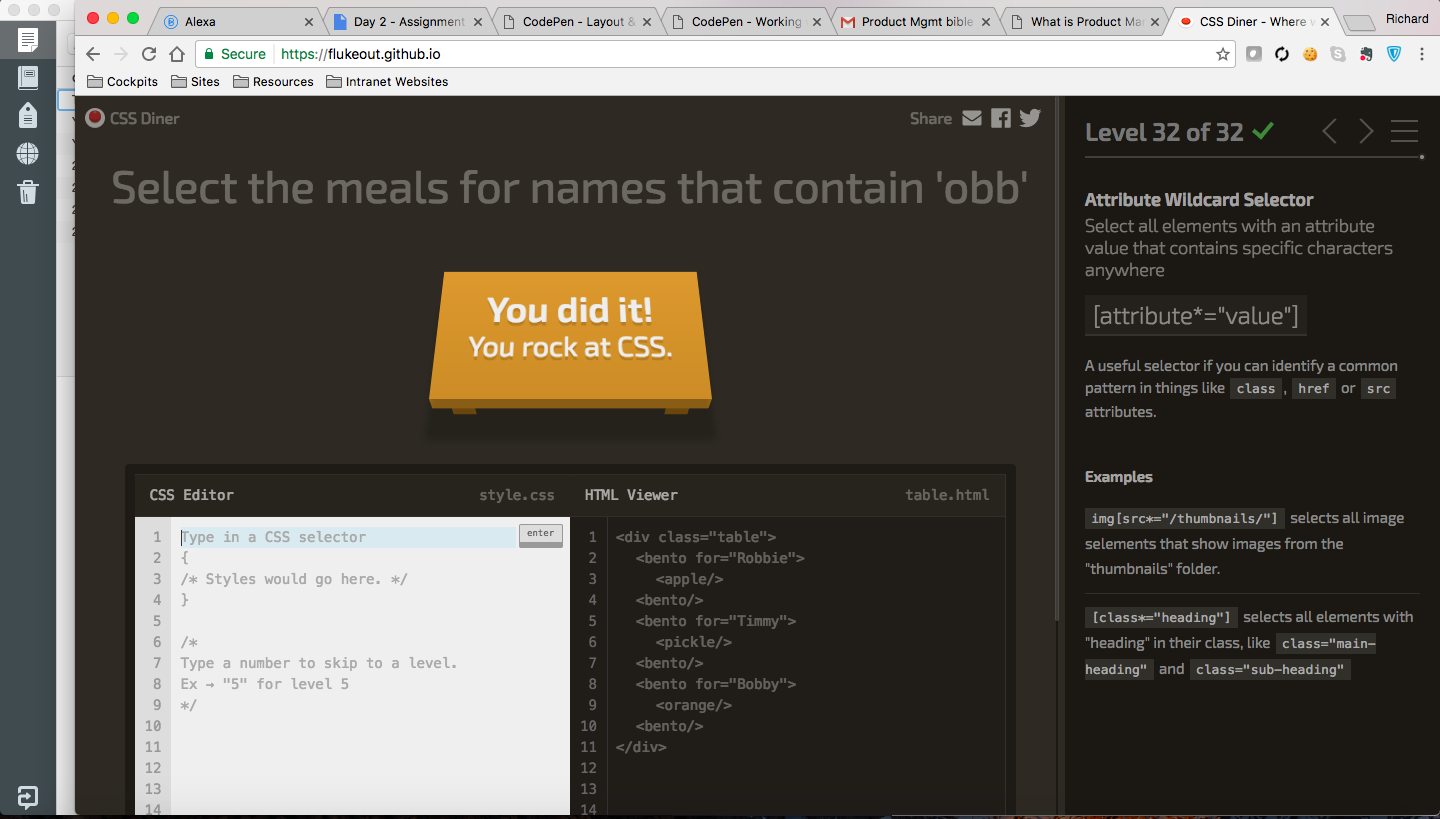 Alexa
Day 2 - Assignment
CodePen - Layout &
CodePen - Working
Product Mgmt bible
What is Product Mar
CSS Diner - Where w
Richard
Secure
https://flukeout.github.io
Cockpits
Sites
Resources
Intranet Websites
CSS Diner
Share
Select the meals for names that contain 'obb'
You did it!
You rock at CSS.
CSS Editor
style.css
HTML Viewer
table.html
1 Type in a CSS selector
enter
2 {
3 /* Styles would go here. */
4 }
5
6 /*
7 Type a number to skip to a level.
8 Ex → "5" for level 5
9 */
10
11
12
13
14
1 <div class="table">
2 <bento for="Robbie">
3 <apple/>
4 <bento/>
5 <bento for="Timmy">
6 <pickle/>
7 <bento/>
8 <bento for="Bobby">
9 <orange/>
10 <bento/>
11 </div>
12
13
14
Level 32 of 32
Attribute Wildcard Selector
Select all elements with an attribute
value that contains specific characters
anywhere
[attribute*="value"]
A useful selector if you can identify a common
pattern in things like class , href or src
attributes.
Examples
img[src*="/thumbnails/"] selects all image
selements that show images from the
"thumbnails" folder.
[class*="heading"] selects all elements with
"heading" in their class, like class="main-
heading" and class="sub-heading"